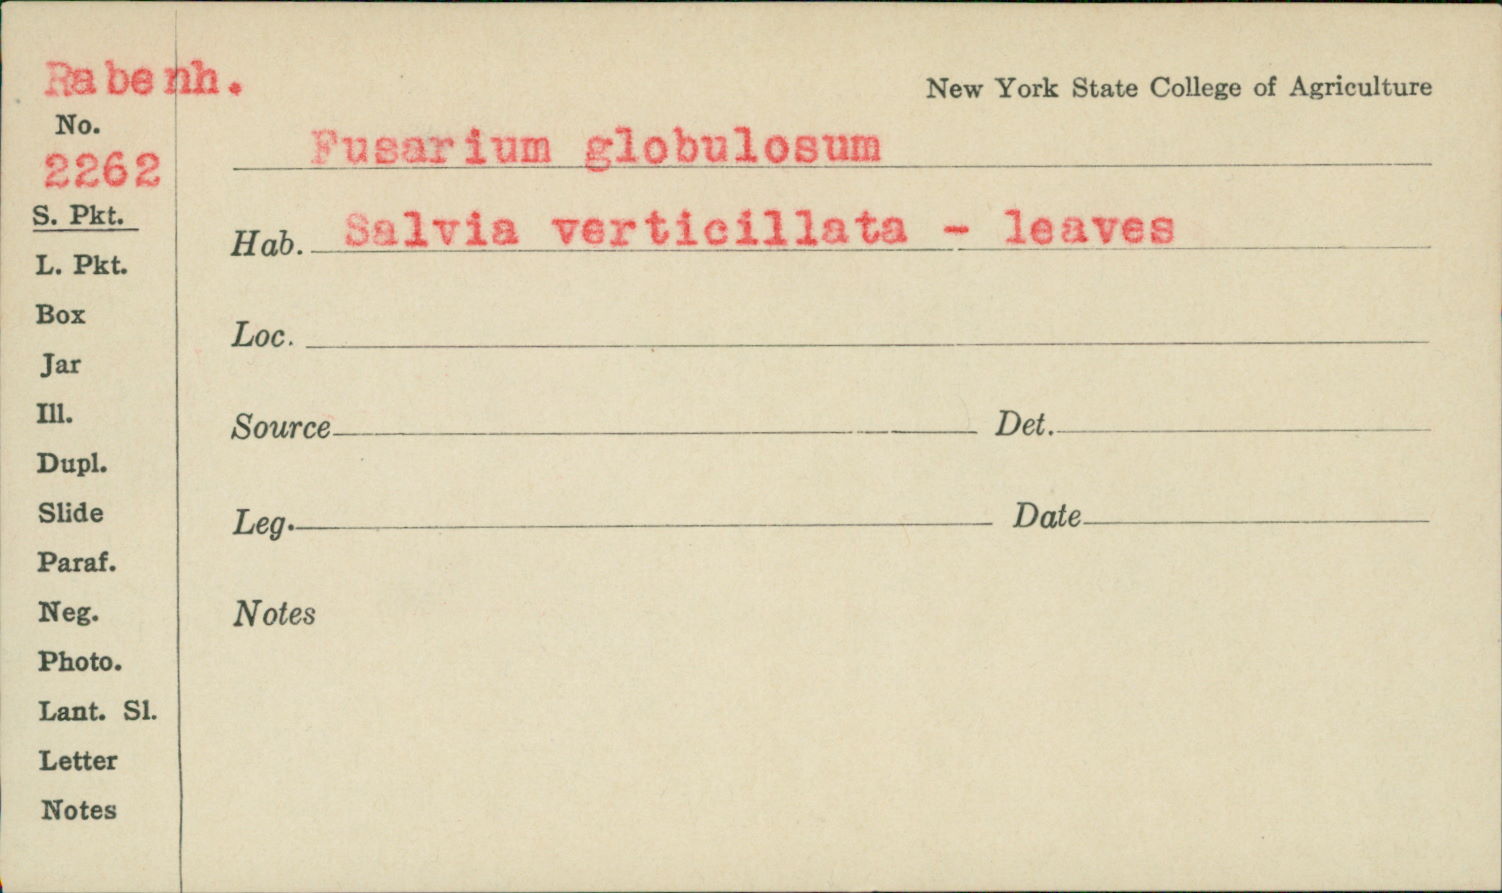 Rabenh.
New York State College of Agriculture
No.
2262
Fusarium globulosum
S. Pkt.
Hab. Salvia verticillata - leaves
L. Pkt.
Box
Loc.
Jar
Ill.
Source Det.
Dupl.
Slide
Leg. Date
Paraf.
Neg.
Notes
Photo.
Lant. Sl.
Letter
Notes